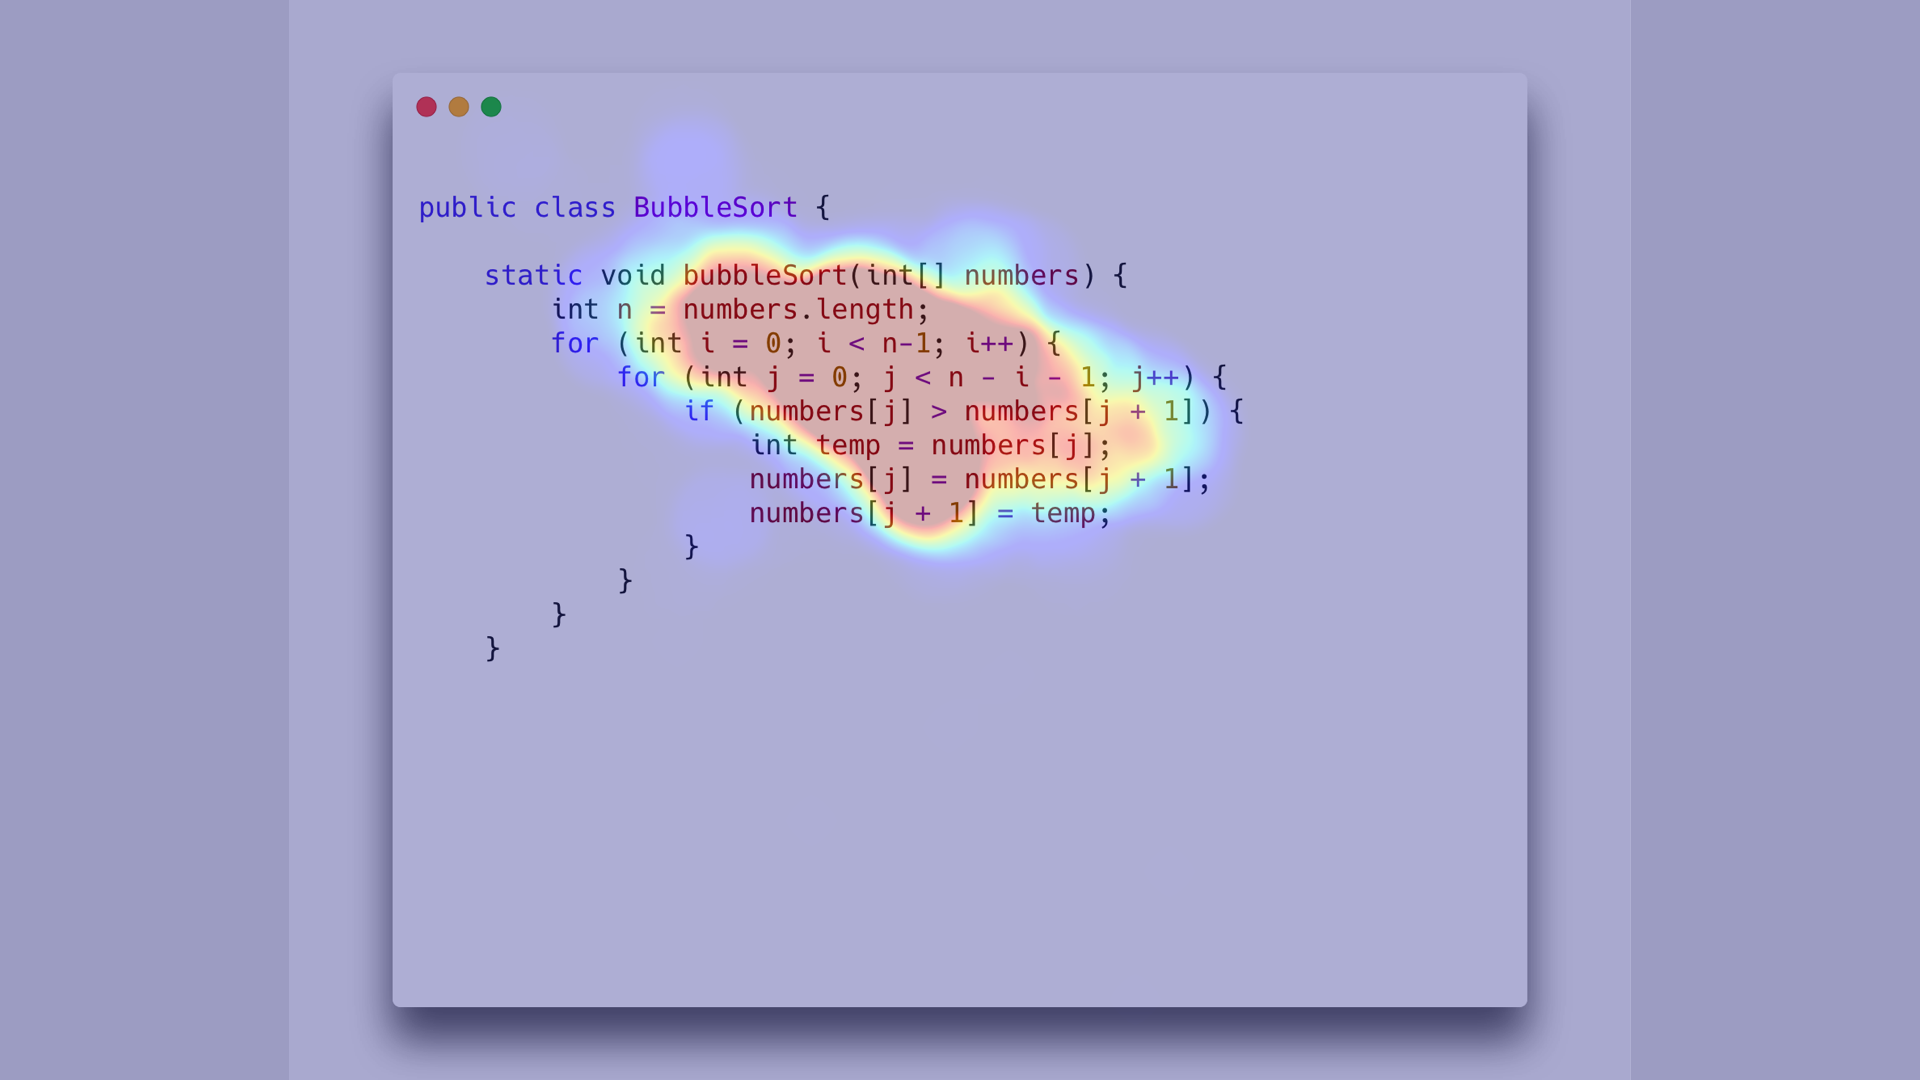 public class BubbleSort {
static void bubbleSort(int[] numbers) {
int n = numbers.length;
for (int i = 0; i < n-1; i++) {
for (int j = 0; j < n - i - 1; j++) {
if (numbers[j] > numbers[j + 1]) {
int temp = numbers[j];
numbers[j] = numbers[j + 1];
numbers[j + 1] = temp;
}
}
}
}